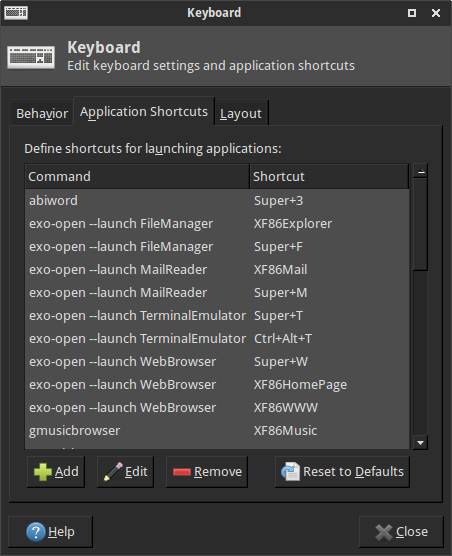 Keyboard
Keyboard
Edit keyboard settings and application shortcuts
Behavior Application Shortcuts Layout
Define shortcuts for launching applications:
Command Shortcut
abiword Super+3
exo-open --launch FileManager XF86Explorer
exo-open --launch FileManager Super+F
exo-open --launch MailReader XF86Mail
exo-open --launch MailReader Super+M
exo-open --launch TerminalEmulator Super+T
exo-open --launch TerminalEmulator Ctrl+Alt+T
exo-open --launch WebBrowser Super+W
exo-open --launch WebBrowser XF86HomePage
exo-open --launch WebBrowser XF86WWW
gmusicbrowser XF86Music
Add Edit Remove Reset to Defaults
Help Close